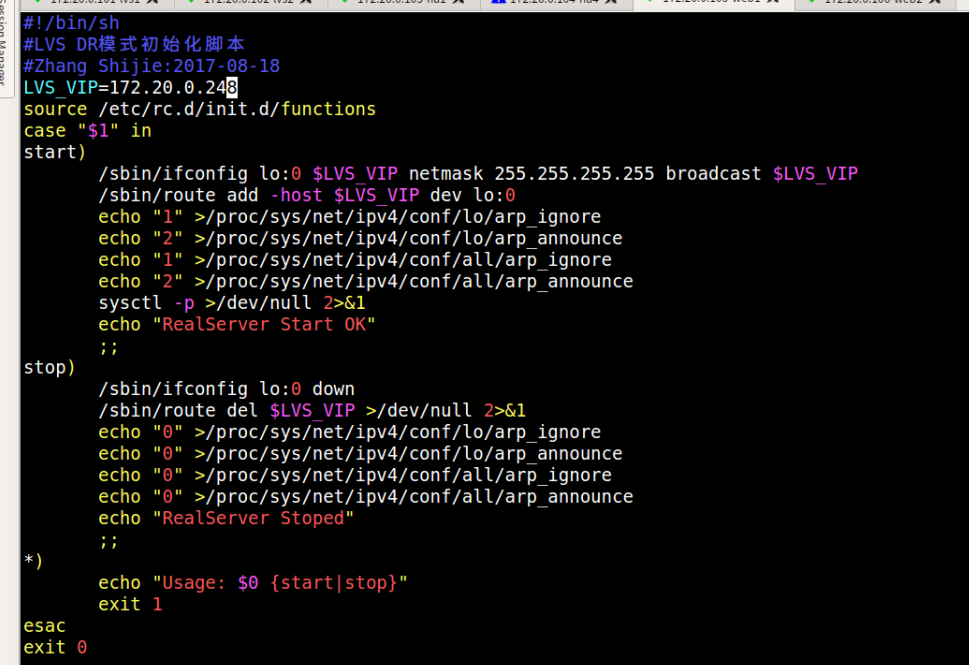 Session Manager
#!/bin/sh
#LVS DR模式初始化脚本
#Zhang Shijie:2017-08-18
LVS_VIP=172.20.0.248
source /etc/rc.d/init.d/functions
case "$1" in
start)
        /sbin/ifconfig lo:0 $LVS_VIP netmask 255.255.255.255 broadcast $LVS_VIP
        /sbin/route add -host $LVS_VIP dev lo:0
        echo "1" >/proc/sys/net/ipv4/conf/lo/arp_ignore
        echo "2" >/proc/sys/net/ipv4/conf/lo/arp_announce
        echo "1" >/proc/sys/net/ipv4/conf/all/arp_ignore
        echo "2" >/proc/sys/net/ipv4/conf/all/arp_announce
        sysctl -p >/dev/null 2>&1
        echo "RealServer Start OK"
        ;;
stop)
        /sbin/ifconfig lo:0 down
        /sbin/route del $LVS_VIP >/dev/null 2>&1
        echo "0" >/proc/sys/net/ipv4/conf/lo/arp_ignore
        echo "0" >/proc/sys/net/ipv4/conf/lo/arp_announce
        echo "0" >/proc/sys/net/ipv4/conf/all/arp_ignore
        echo "0" >/proc/sys/net/ipv4/conf/all/arp_announce
        echo "RealServer Stoped"
        ;;
*)
        echo "Usage: $0 {start|stop}"
        exit 1
esac
exit 0